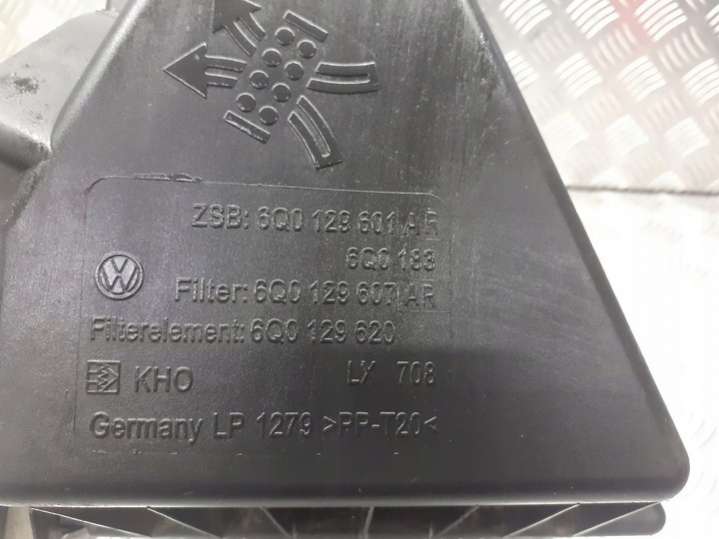 ZSB: 6Q0 129 601 AR
6Q0 183
Filter: 6Q0 129 607 AR
Filterelement: 6Q0 129 620
KHO LX 708
Germany LP 1279 >PP-T20<